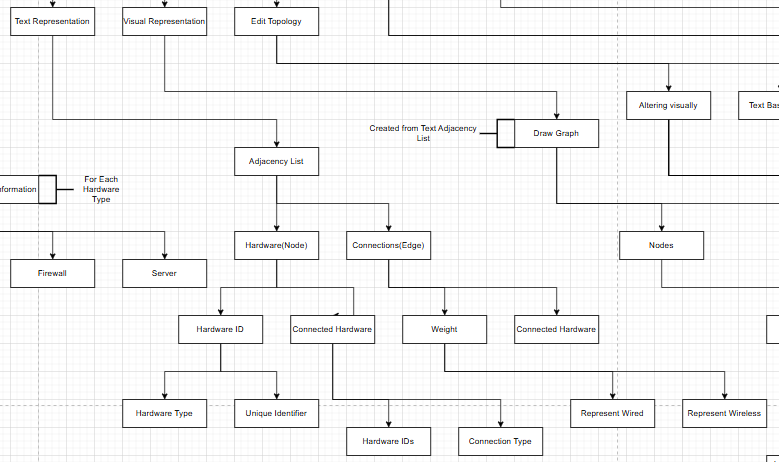 Text Representation
Visual Representation
Edit Topology
Altering visually
Text Bas
Created from Text Adjacency
List
Draw Graph
Adjacency List
nformation
For Each
Hardware
Type
Hardware(Node)
Connections(Edge)
Nodes
Firewall
Server
Hardware ID
Connected Hardware
Weight
Connected Hardware
Hardware Type
Unique Identifier
Represent Wired
Represent Wireless
Hardware IDs
Connection Type